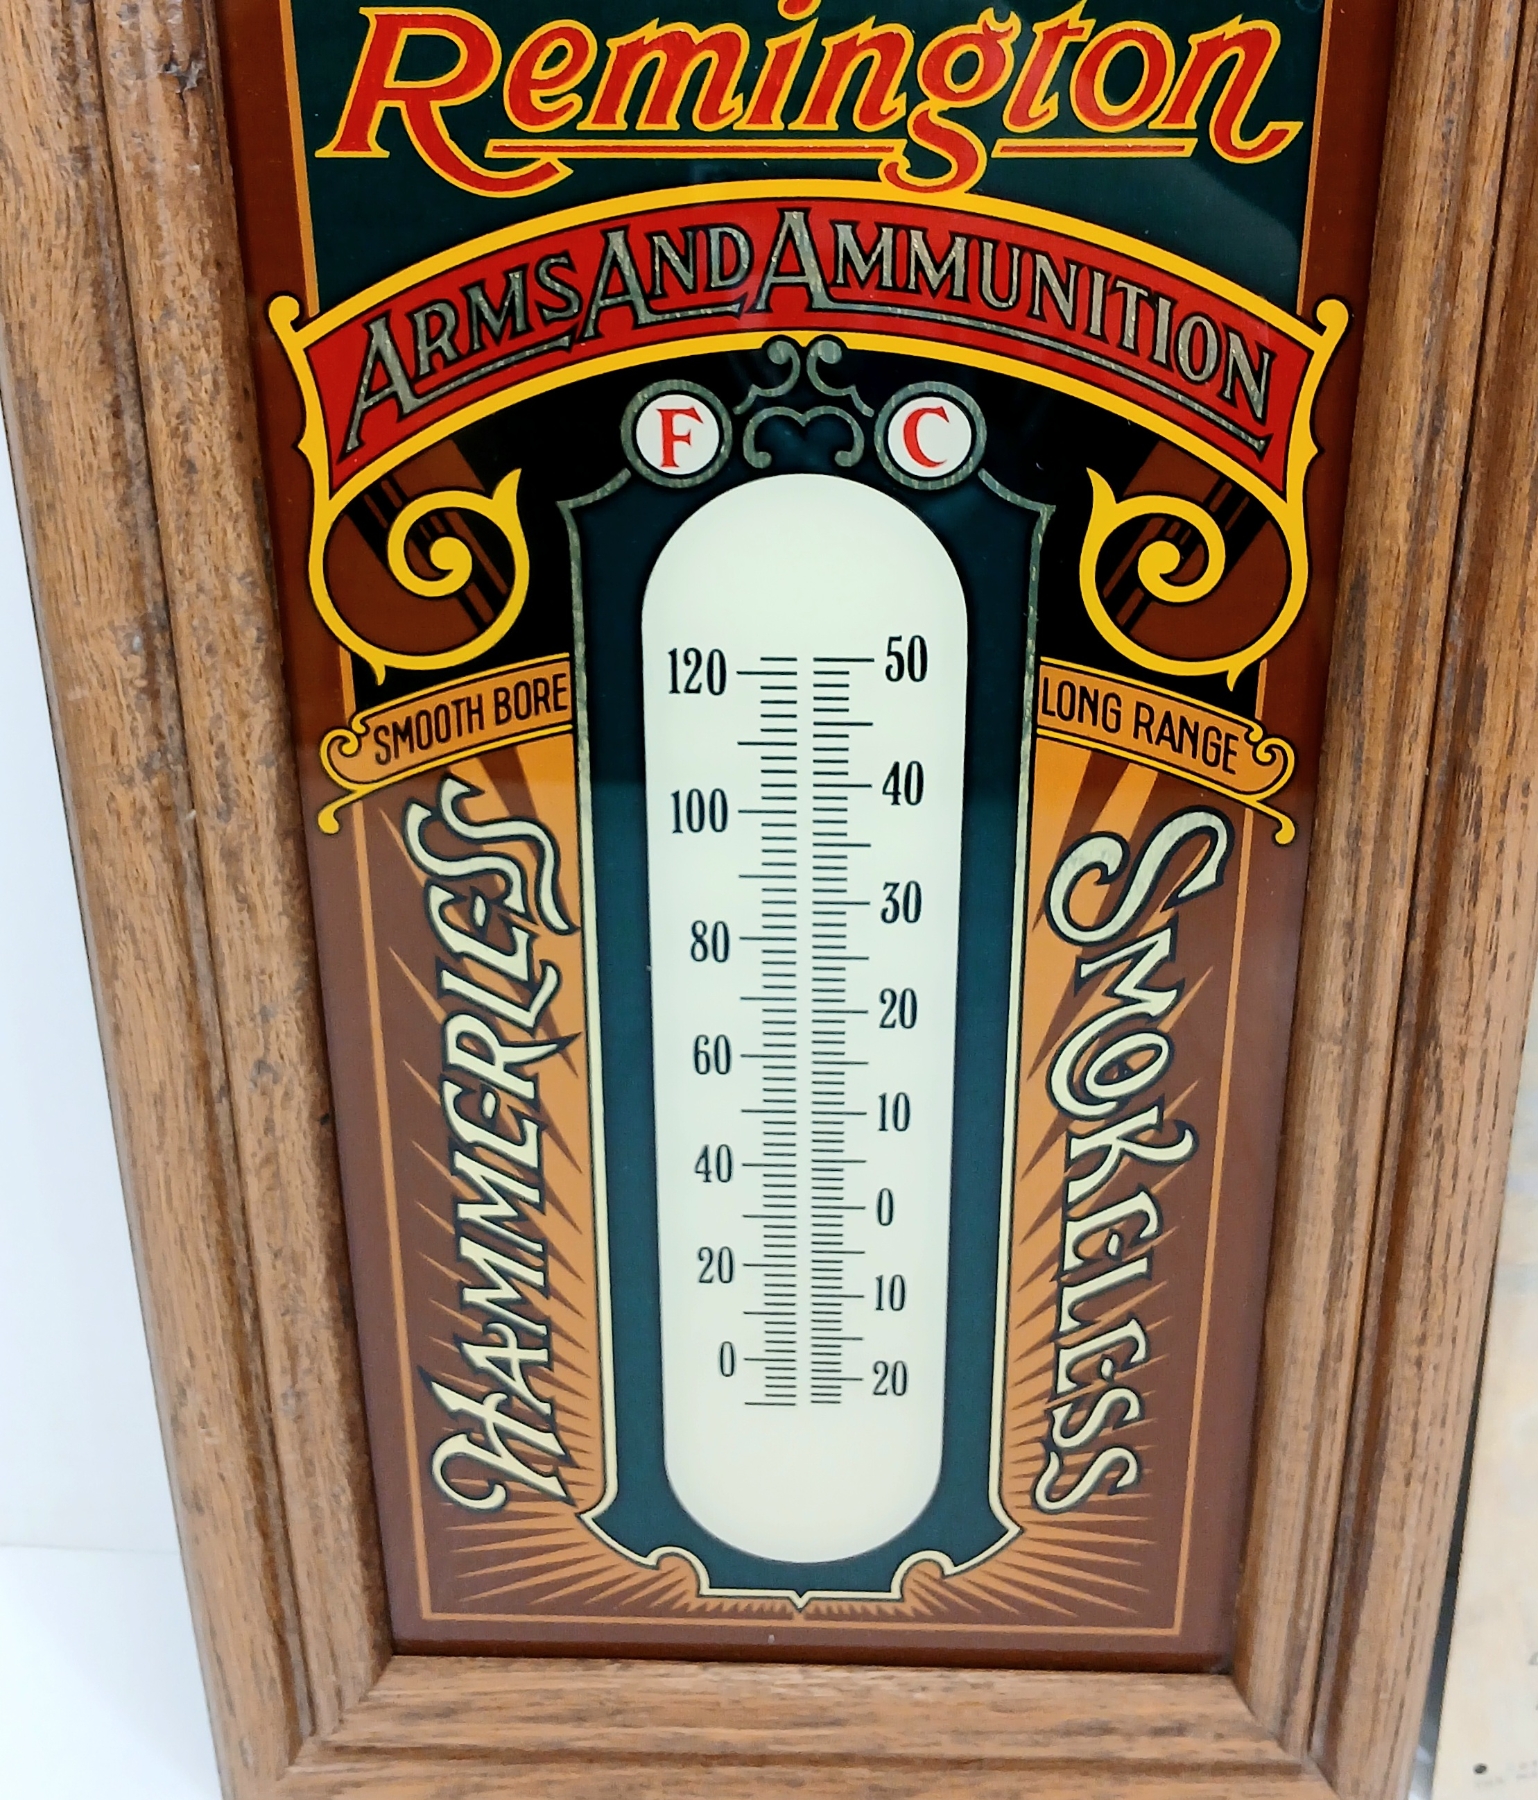 Remington
ARMS AND AMMUNITION
F C
SMOOTH BORE
LONG RANGE
HAMMERLESS
SMOKELESS
120 50
100 40
80 30
60 20
40 10
20 0
0 10
20